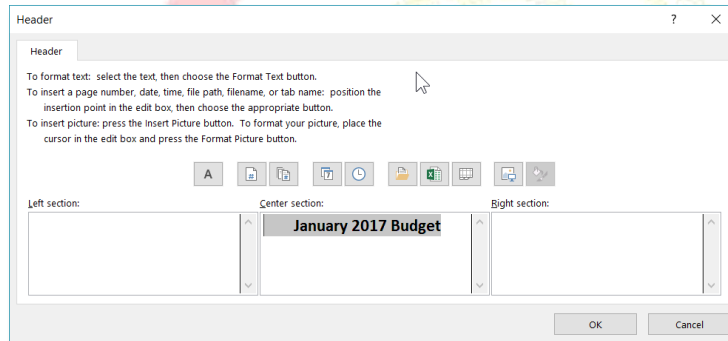 Header
?
Header
To format text: select the text, then choose the Format Text button.
To insert a page number, date, time, file path, filename, or tab name: position the
insertion point in the edit box, then choose the appropriate button.
To insert picture: press the Insert Picture button. To format your picture, place the
cursor in the edit box and press the Format Picture button.
A
Left section:
Center section:
Right section:
January 2017 Budget
OK
Cancel